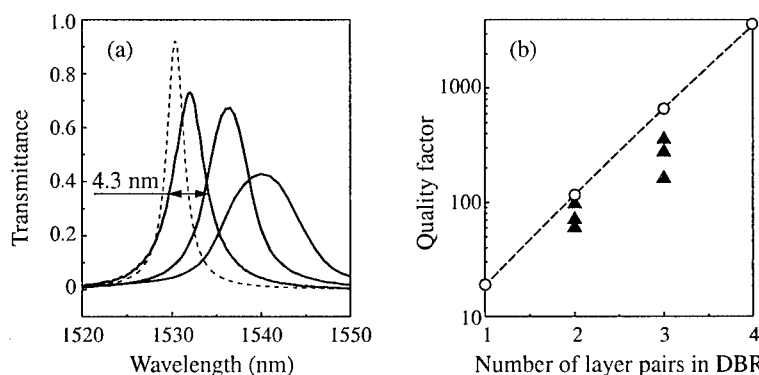 (a)
1.0
0.8
0.6
0.4
0.2
0
Transmittance
4.3 nm
1520 1530 1540 1550
Wavelength (nm)
(b)
1000
100
10
Quality factor
1 2 3 4
Number of layer pairs in DBR